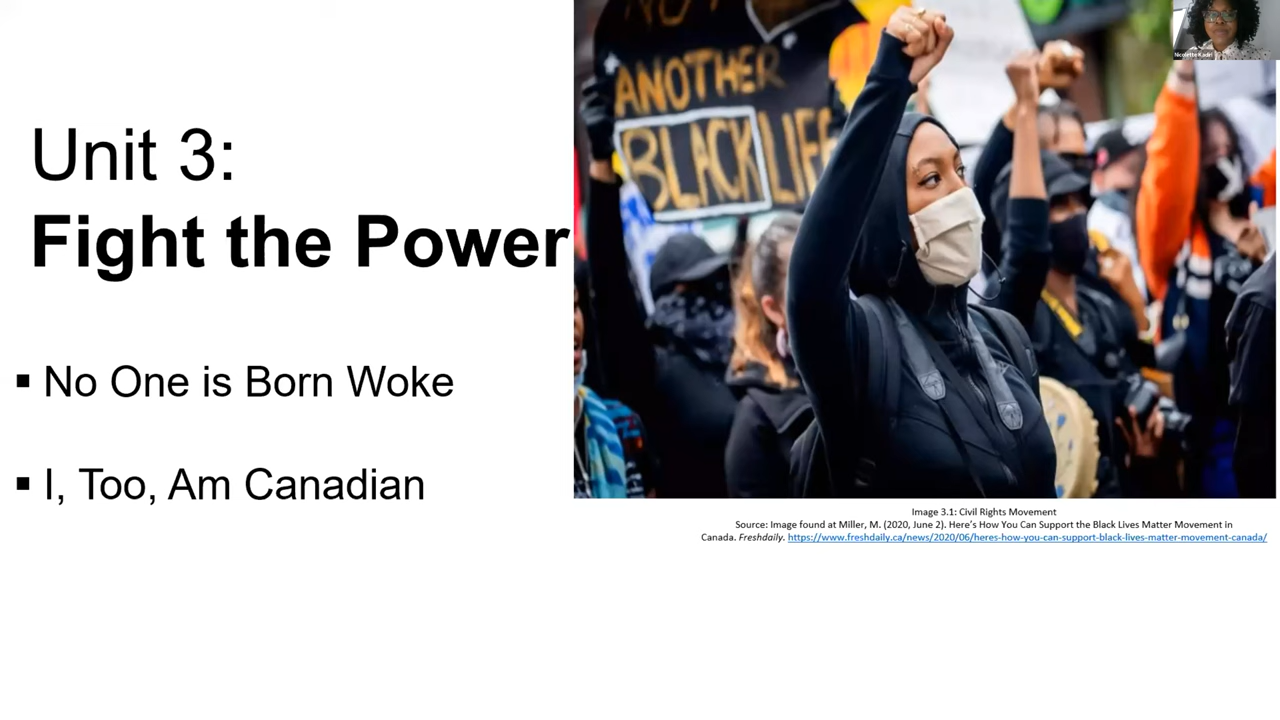 Unit 3:
Fight the Power
▪ No One is Born Woke
▪ I, Too, Am Canadian
NOT
ANOTHER
BLACK LIFE
Nicolette Kadri
Image 3.1: Civil Rights Movement
Source: Image found at Miller, M. (2020, June 2). Here's How You Can Support the Black Lives Matter Movement in
Canada. Freshdaily. https://www.freshdaily.ca/news/2020/06/heres-how-you-can-support-black-lives-matter-movement-canada/